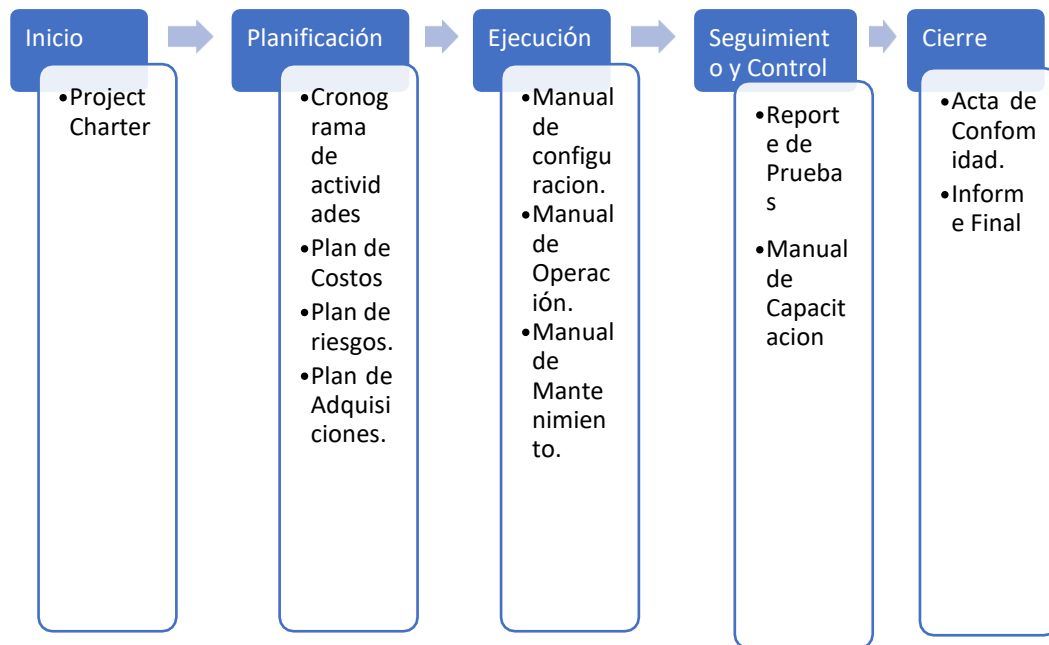 Inicio
•Project
Charter
Planificación
•Cronog
rama
de
activid
ades
•Plan de
Costos
•Plan de
riesgos.
•Plan de
Adquisi
ciones.
Ejecución
•Manual
de
configu
racion.
•Manual
de
Operac
ión.
•Manual
de
Mante
nimien
to.
Seguimient
o y Control
•Report
e de
Prueba
s
•Manual
de
Capacit
acion
Cierre
•Acta de
Confom
idad.
•Inform
e Final